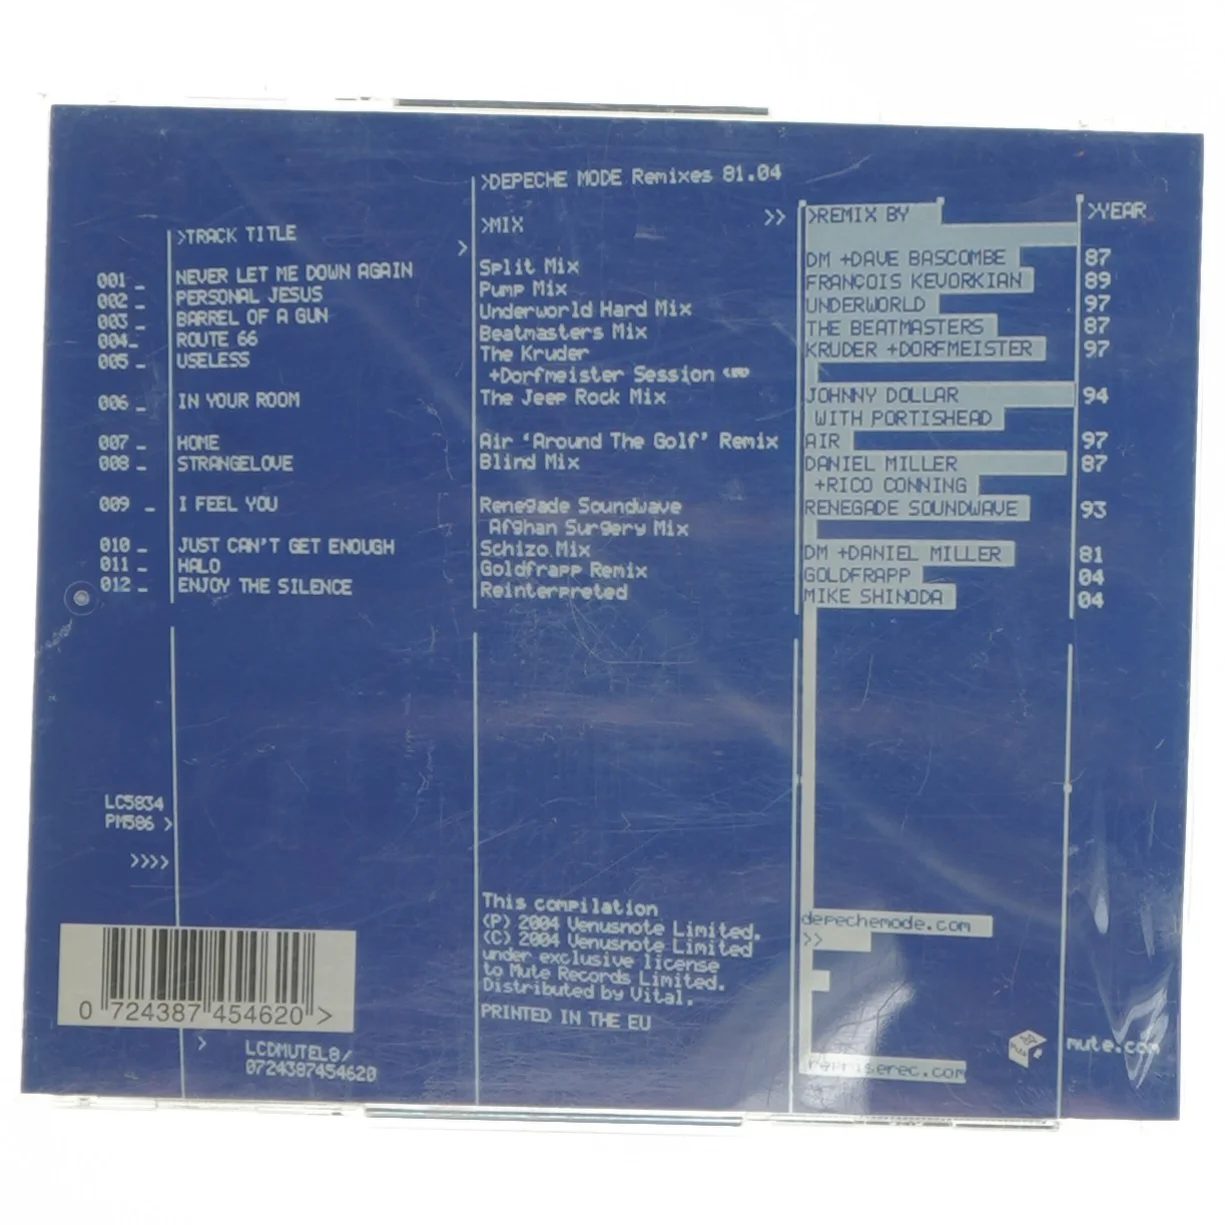 >DEPECHE MODE Remixes 81.04
>TRACK TITLE > >MIX >> >REMIX BY >YEAR
001 _ NEVER LET ME DOWN AGAIN Split Mix DM +DAVE BASCOMBE 87
002 _ PERSONAL JESUS Pump Mix FRANÇOIS KEVORKIAN 89
003 _ BARREL OF A GUN Underworld Hard Mix UNDERWORLD 97
004_ ROUTE 66 Beatmasters Mix THE BEATMASTERS 87
005 _ USELESS The Kruder KRUDER +DORFMEISTER 97
+Dorfmeister Session
006 _ IN YOUR ROOM The Jeep Rock Mix JOHNNY DOLLAR 94
WITH PORTISHEAD
007 _ HOME Air 'Around The Golf' Remix AIR 97
008 _ STRANGELOVE Blind Mix DANIEL MILLER 87
+RICO CONNING
009 _ I FEEL YOU Renegade Soundwave RENEGADE SOUNDWAVE 93
Afghan Surgery Mix
010 _ JUST CAN'T GET ENOUGH Schizo Mix DM +DANIEL MILLER 81
011 _ HALO Goldfrapp Remix GOLDFRAPP 04
012 _ ENJOY THE SILENCE Reinterpreted MIKE SHINODA 04
LC5834
PM586 >
>>>>
This compilation
(P) 2004 Venusnote Limited.
(C) 2004 Venusnote Limited
under exclusive license
to Mute Records Limited.
Distributed by Vital.
PRINTED IN THE EU
depechemode.com
>>
0 724387 454620 >
> LCDMUTEL8/
0724387454620
mute.com